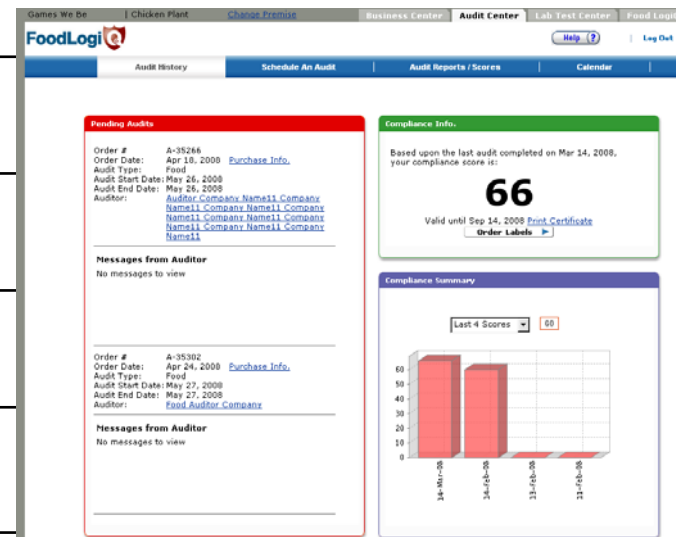 Games We Be | Chicken Plant Change Premise Business Center Audit Center Lab Test Center Food Logi
FoodLogiQ Help (?) | Log Out
Audit History Schedule An Audit | Audit Reports / Scores | Calendar |
Pending Audits
Order # A-35266
Order Date: Apr 18, 2008 Purchase Info.
Audit Type: Food
Audit Start Date: May 26, 2008
Audit End Date: May 26, 2008
Auditor: Auditor Company Name11 Company
Name11 Company Name11 Company
Name11 Company Name11 Company
Name11 Company Name11 Company
Name11
Messages from Auditor
No messages to view
Order # A-35302
Order Date: Apr 24, 2008 Purchase Info.
Audit Type: Food
Audit Start Date: May 27, 2008
Audit End Date: May 27, 2008
Auditor: Food Auditor Company
Messages from Auditor
No messages to view
Compliance Info.
Based upon the last audit completed on Mar 14, 2008,
your compliance score is:
66
Valid until Sep 14, 2008 Print Certificate
Order Labels
Compliance Summary
Last 4 Scores GO
60
50
40
30
20
10
0
14-Mar-08
14-Feb-08
13-Feb-08
11-Feb-08